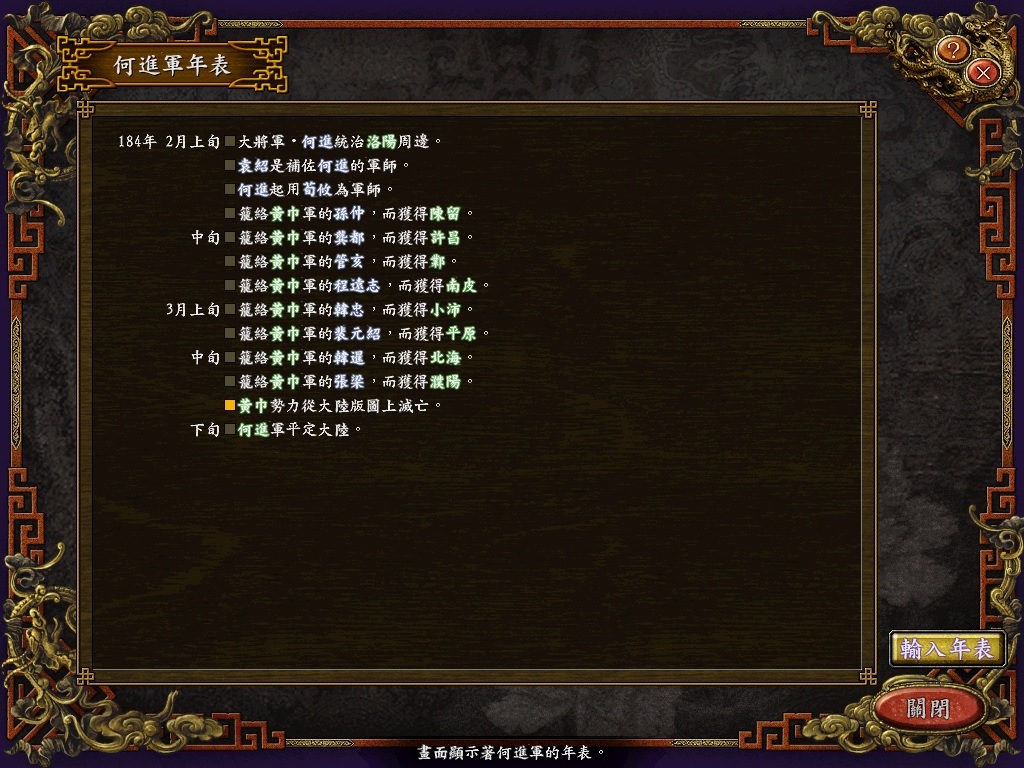 何進軍年表
?
184年 2月上旬 大將軍・何進統治洛陽周邊。
袁紹是補佐何進的軍師。
何進起用荀攸為軍師。
籠絡黃巾軍的孫仲，而獲得陳留。
中旬 籠絡黃巾軍的龔都，而獲得許昌。
籠絡黃巾軍的管亥，而獲得鄴。
籠絡黃巾軍的程遠志，而獲得南皮。
3月上旬 籠絡黃巾軍的韓忠，而獲得小沛。
籠絡黃巾軍的裴元紹，而獲得平原。
中旬 籠絡黃巾軍的韓暹，而獲得北海。
籠絡黃巾軍的張梁，而獲得濮陽。
黃巾勢力從大陸版圖上滅亡。
下旬 何進軍平定大陸。
輸入年表
關閉
畫面顯示著何進軍的年表。